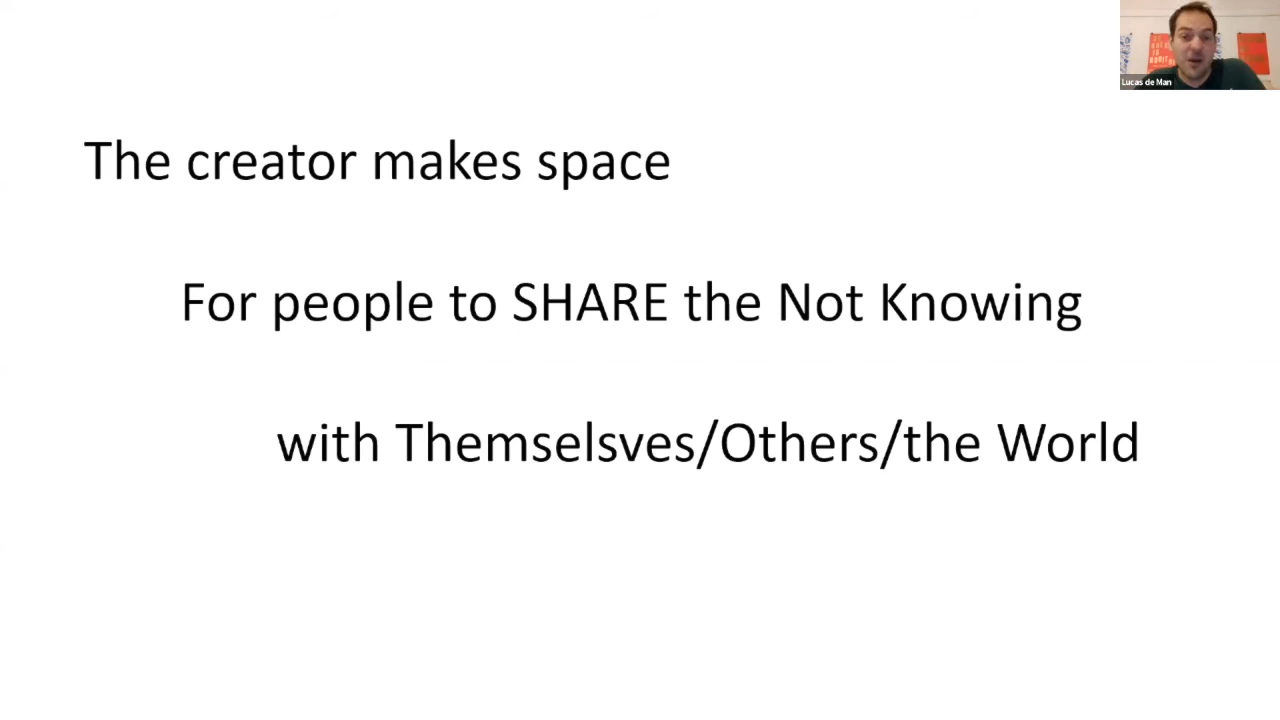 The creator makes space
For people to SHARE the Not Knowing
with Themselsves/Others/the World
Lucas de Man